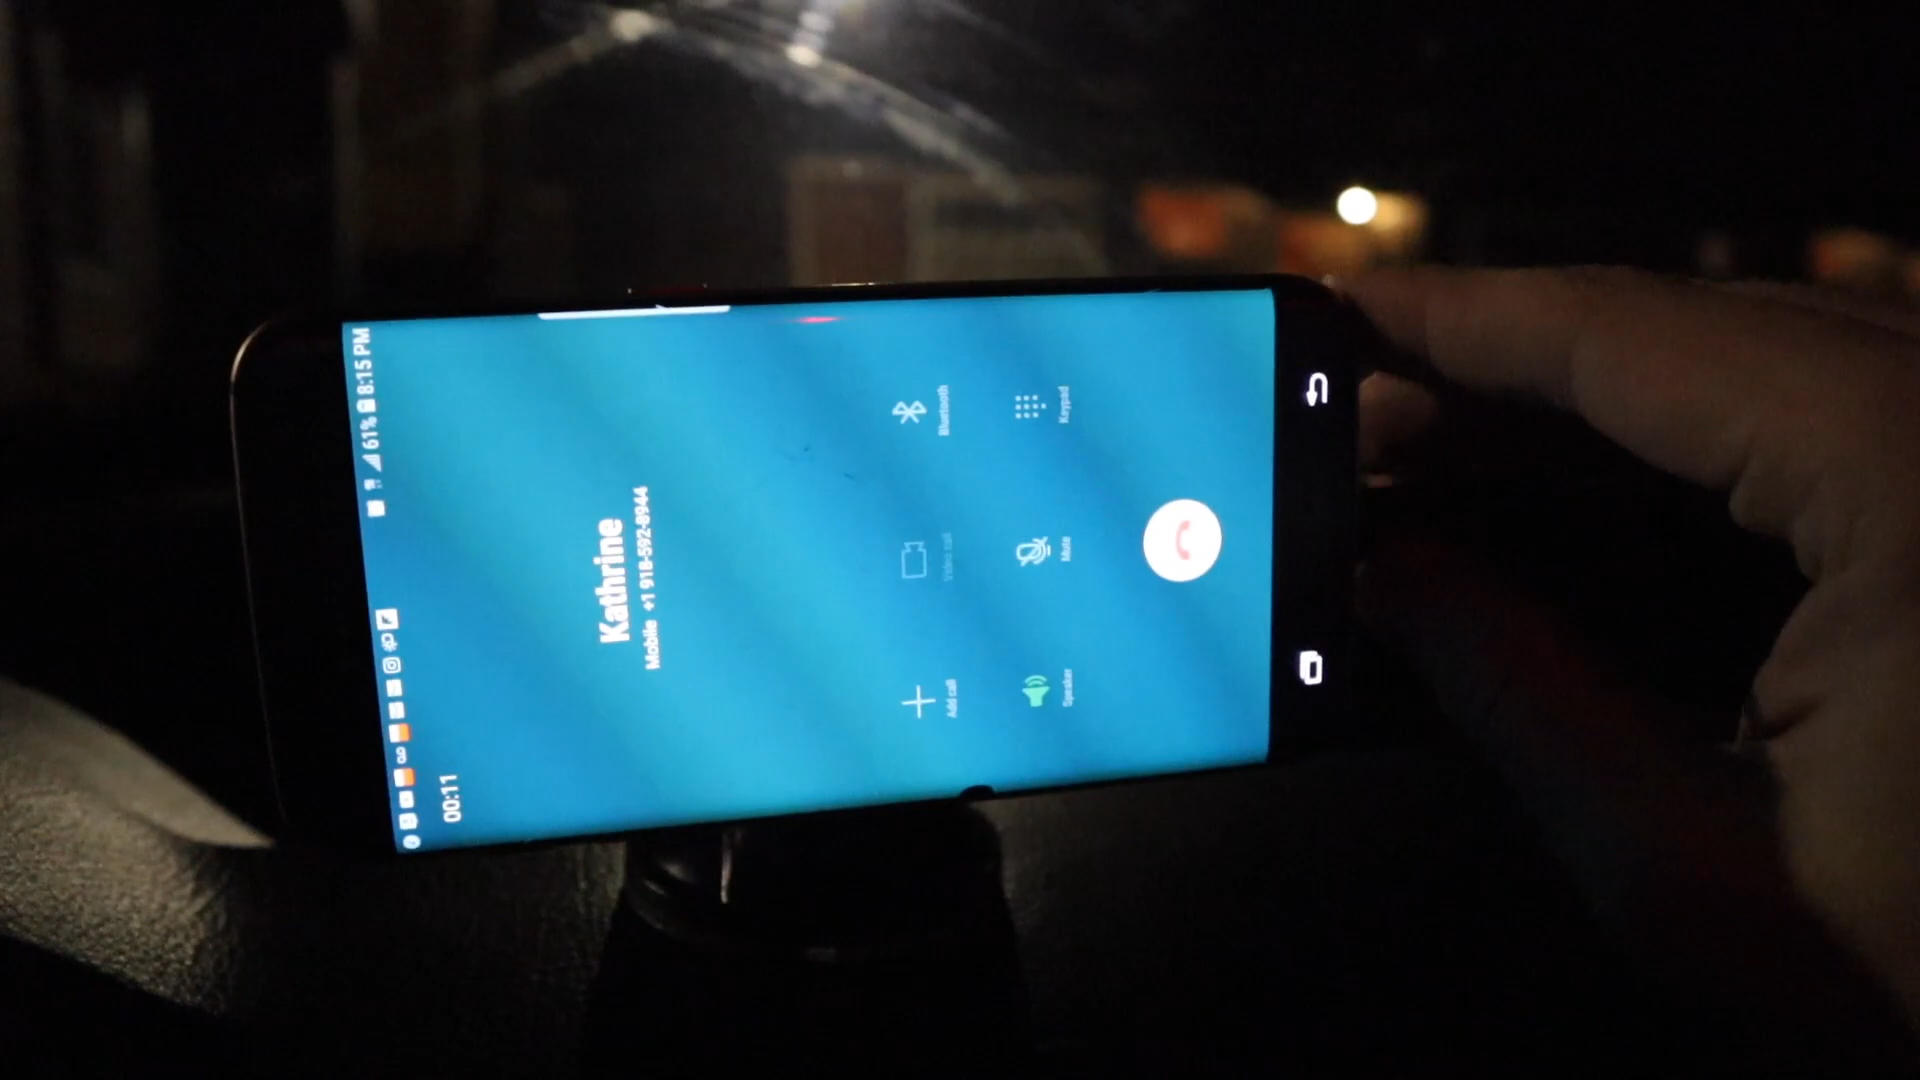 61% 8:15 PM
00:11
Kathrine
Mobile +1 918-592-8944
Add call
Video call
Bluetooth
Speaker
Mute
Keypad